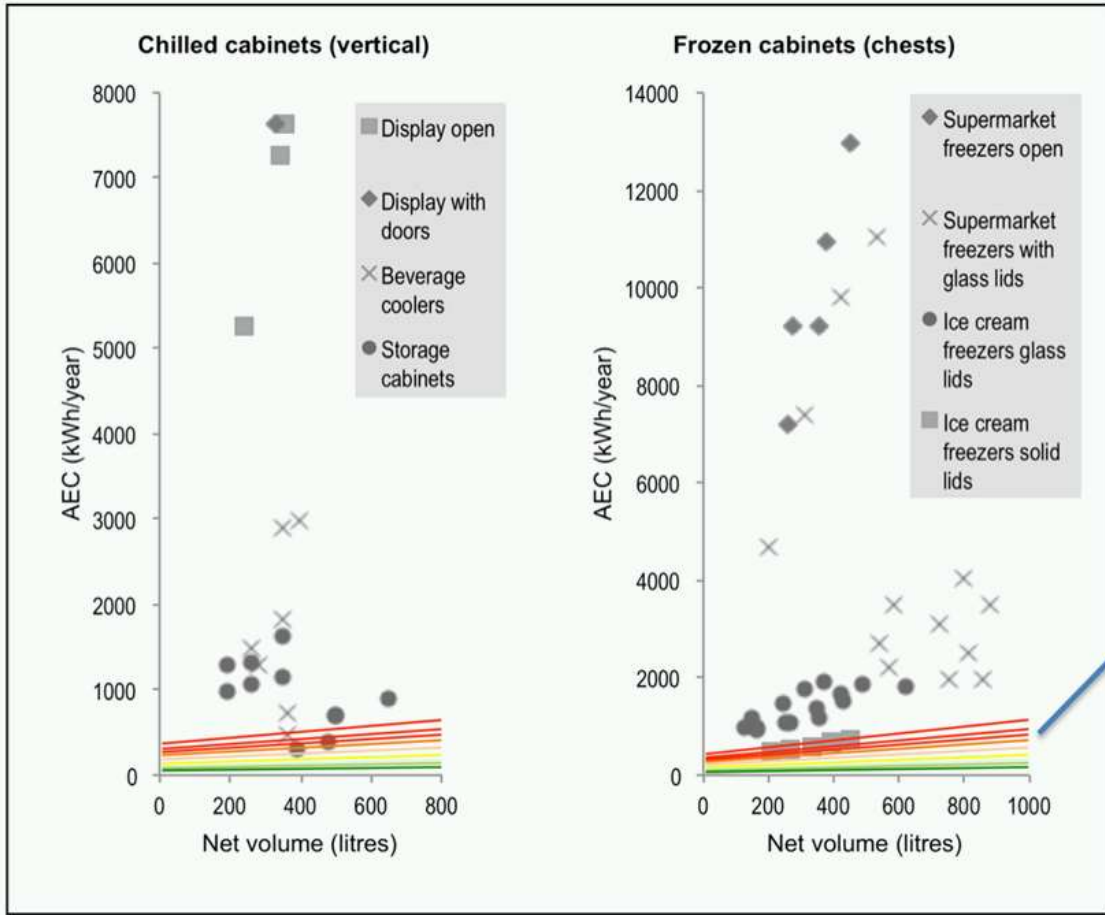 Chilled cabinets (vertical)
8000
7000
6000
5000
4000
3000
2000
1000
0
AEC (kWh/year)
0 200 400 600 800
Net volume (litres)
Display open
Display with
doors
Beverage
coolers
Storage
cabinets
Frozen cabinets (chests)
14000
12000
10000
8000
6000
4000
2000
0
AEC (kWh/year)
0 200 400 600 800 1000
Net volume (litres)
Supermarket
freezers open
Supermarket
freezers with
glass lids
Ice cream
freezers glass
lids
Ice cream
freezers solid
lids